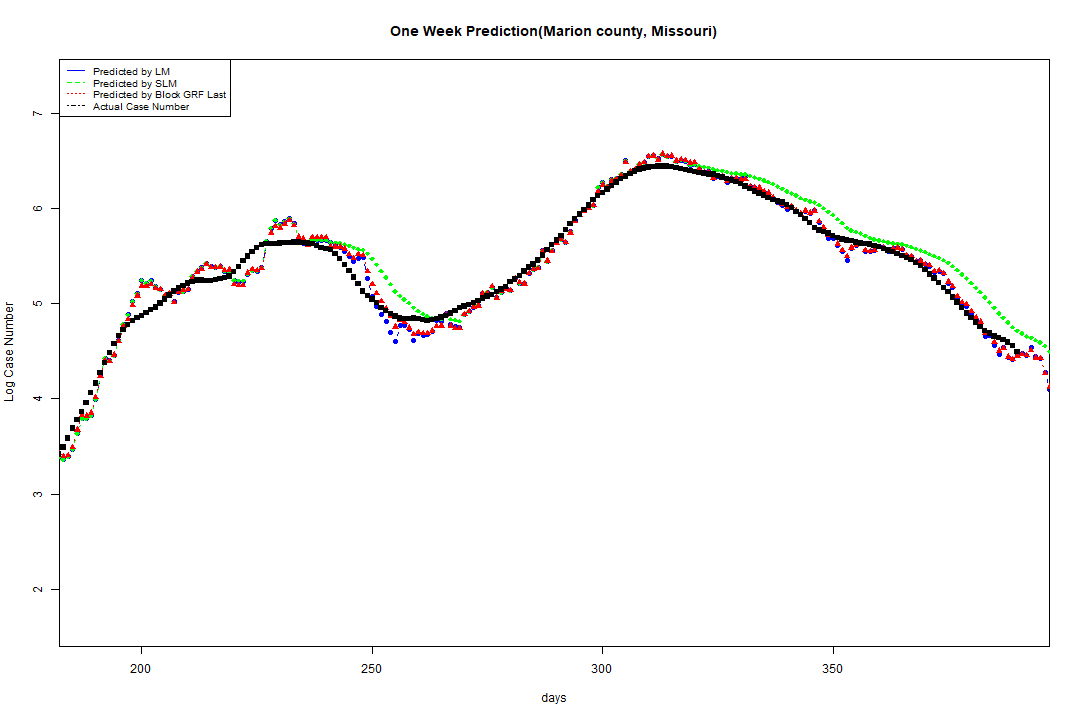 One Week Prediction(Marion county, Missouri)
Predicted by LM
Predicted by SLM
Predicted by Block GRF Last
Actual Case Number
7
6
5
4
3
2
Log Case Number
200 250 300 350
days